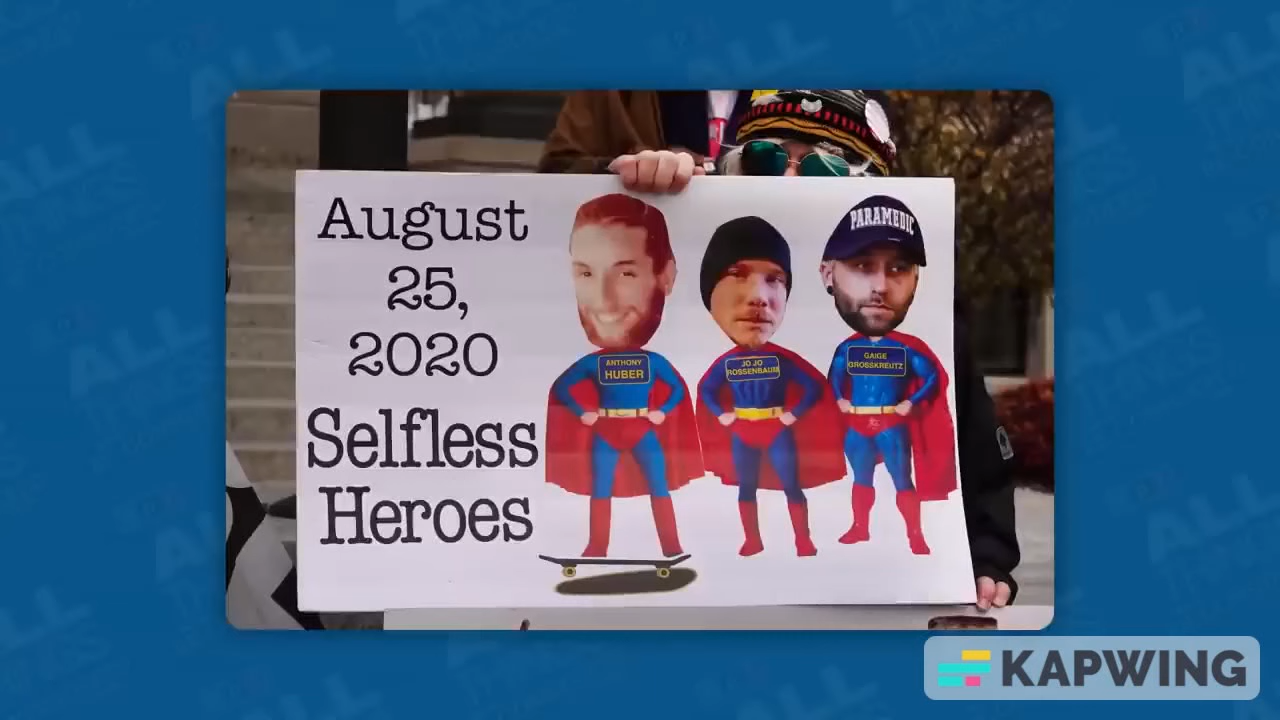 August
25,
2020
Selfless
Heroes
ANTHONY
HUBER
JO JO
ROSSENBAUM
GAIGE
GROSSKREUTZ
PARAMEDIC
KAPWING